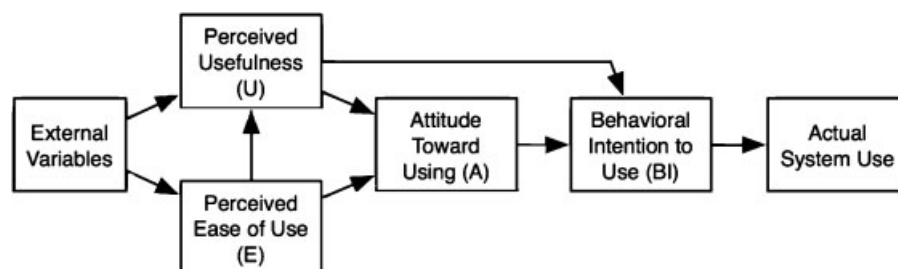 External
Variables
Perceived
Usefulness
(U)
Perceived
Ease of Use
(E)
Attitude
Toward
Using (A)
Behavioral
Intention to
Use (BI)
Actual
System Use